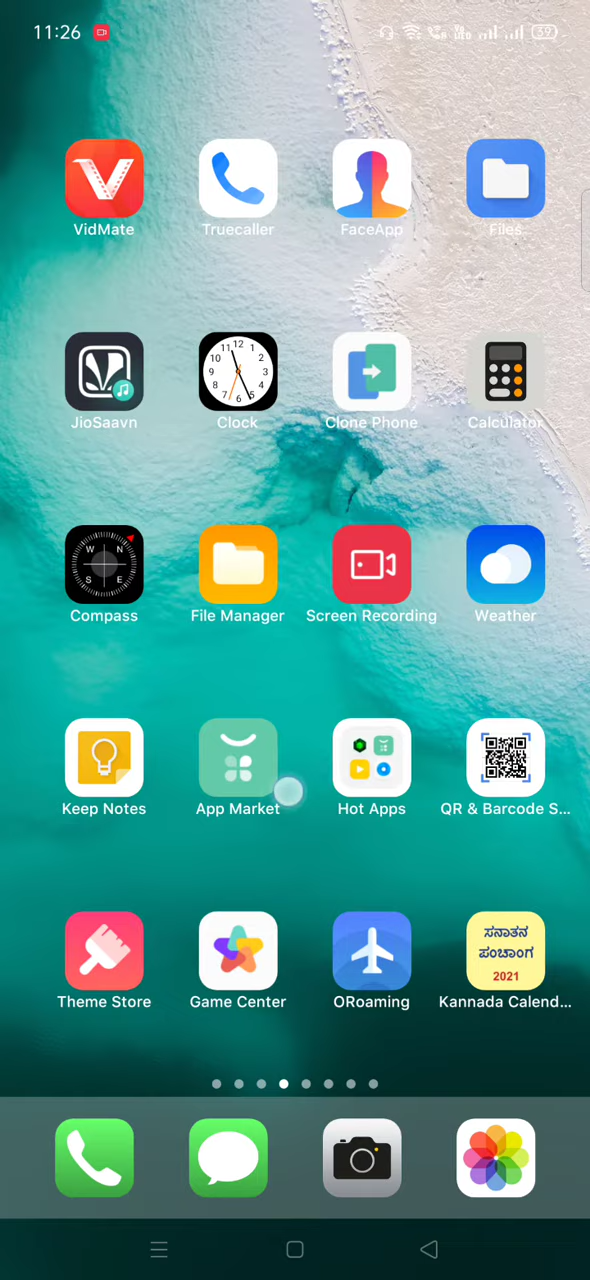 11:26
59
VidMate
Truecaller
FaceApp
Files
JioSaavn
Clock
Clone Phone
Calculator
Compass
File Manager
Screen Recording
Weather
Keep Notes
App Market
Hot Apps
QR & Barcode S...
Theme Store
Game Center
ORoaming
ಸನಾತನ
ಪಂಚಾಂಗ
2021
Kannada Calend...